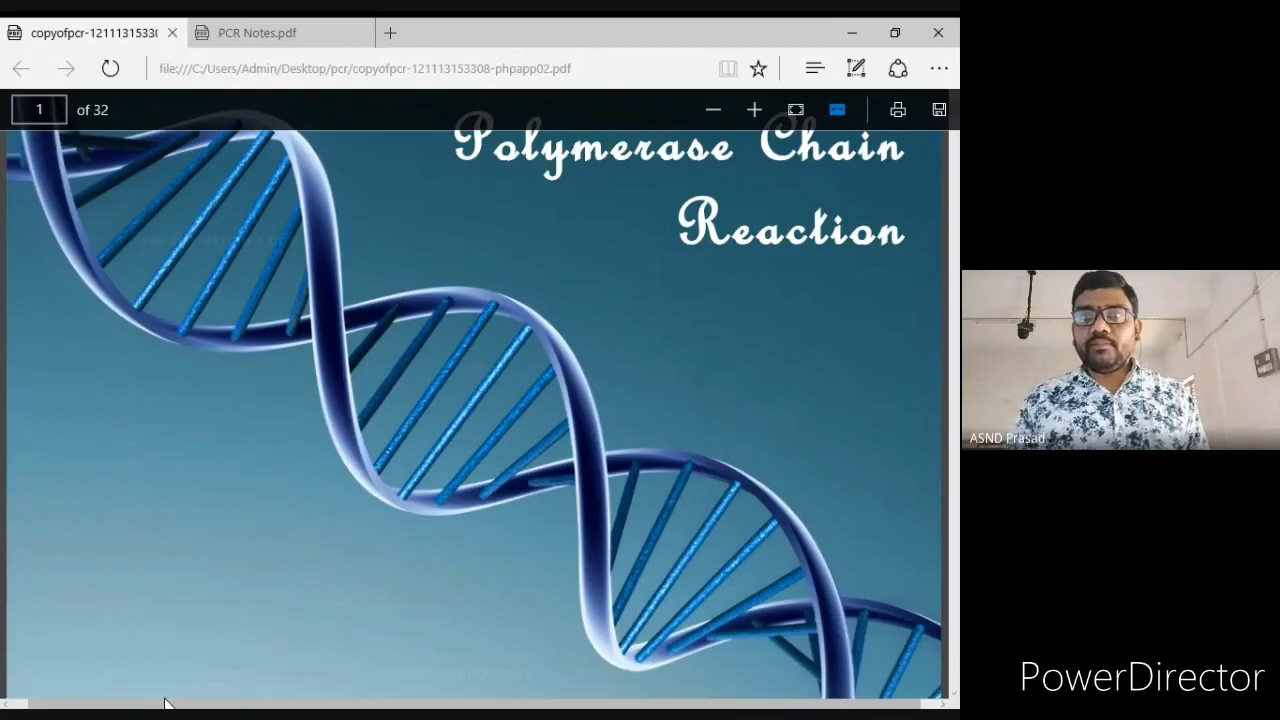 copyofpcr-1211131533
PCR Notes.pdf
file:///C:/Users/Admin/Desktop/pcr/copyofpcr-121113153308-phpapp02.pdf
1 of 32
Polymerase Chain
Reaction
ASND Prasad
PowerDirector